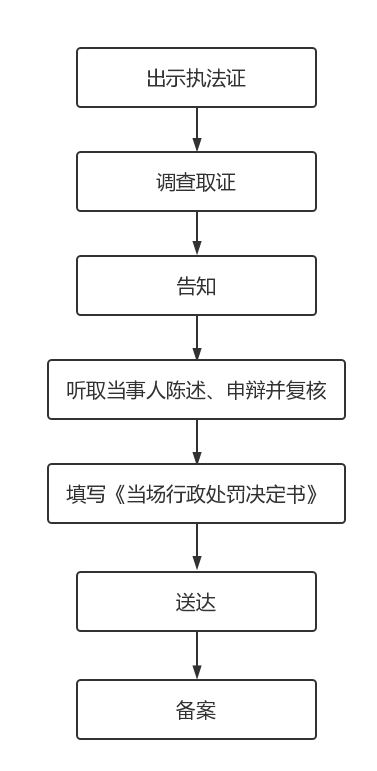 出示执法证
调查取证
告知
听取当事人陈述、申辩并复核
填写《当场行政处罚决定书》
送达
备案